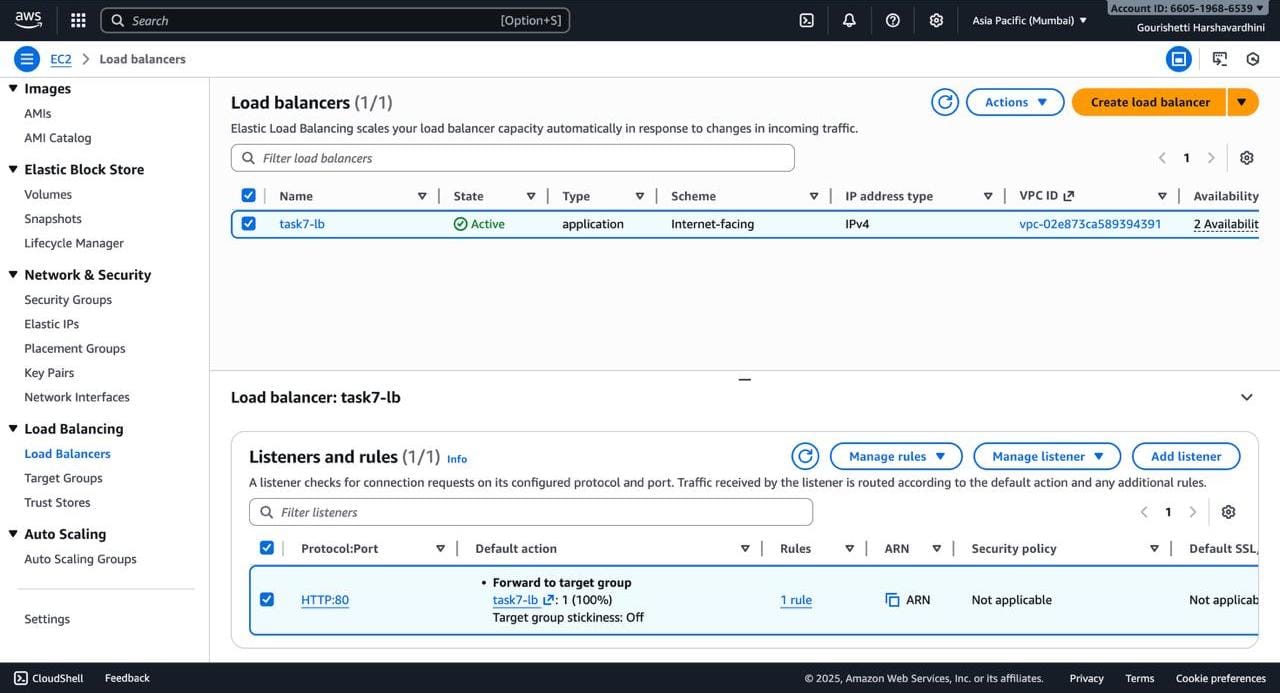 aws
Search [Option+S]
Asia Pacific (Mumbai)
Account ID: 6605-1968-6539
Gourishetti Harshavardhini
EC2 > Load balancers
Images
AMIs
AMI Catalog
Elastic Block Store
Volumes
Snapshots
Lifecycle Manager
Network & Security
Security Groups
Elastic IPs
Placement Groups
Key Pairs
Network Interfaces
Load Balancing
Load Balancers
Target Groups
Trust Stores
Auto Scaling
Auto Scaling Groups
Settings
Load balancers (1/1)
Actions
Create load balancer
Elastic Load Balancing scales your load balancer capacity automatically in response to changes in incoming traffic.
Filter load balancers
1
Name State Type Scheme IP address type VPC ID Availability
task7-lb Active application Internet-facing IPv4 vpc-02e873ca589394391 2 Availabilit
Load balancer: task7-lb
Listeners and rules (1/1) Info
Manage rules
Manage listener
Add listener
A listener checks for connection requests on its configured protocol and port. Traffic received by the listener is routed according to the default action and any additional rules.
Filter listeners
1
Protocol:Port Default action Rules ARN Security policy Default SSL,
• Forward to target group
HTTP:80 task7-lb : 1 (100%) 1 rule ARN Not applicable Not applicab
Target group stickiness: Off
CloudShell Feedback © 2025, Amazon Web Services, Inc. or its affiliates. Privacy Terms Cookie preferences